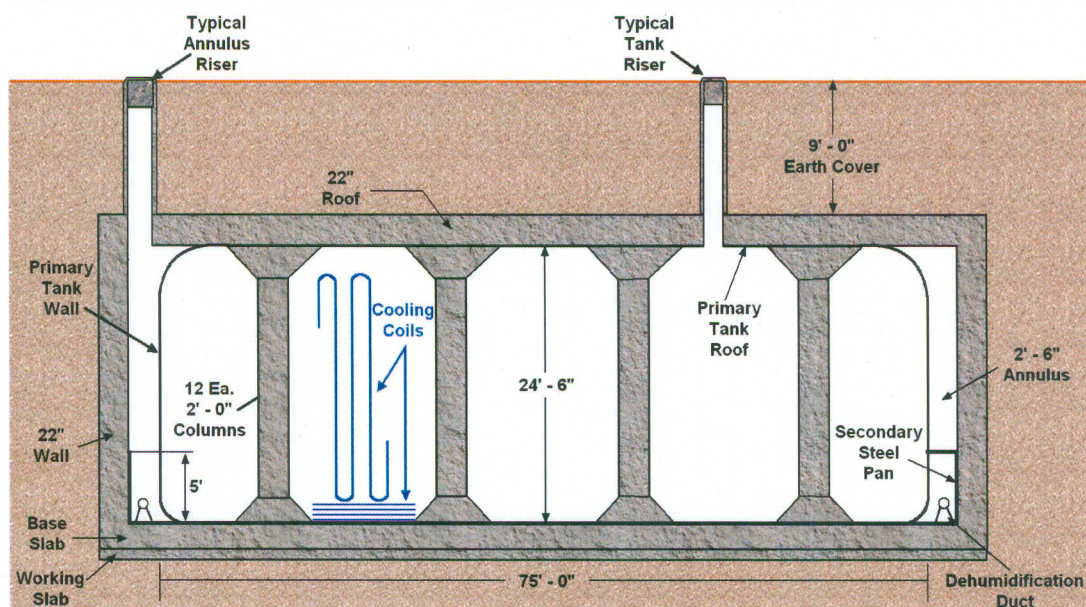 Typical
Annulus
Riser
Typical
Tank
Riser
9' - 0"
Earth Cover
22"
Roof
Primary
Tank
Wall
Cooling
Coils
Primary
Tank
Roof
2' - 6"
Annulus
12 Ea.
2' - 0"
Columns
24' - 6"
22"
Wall
5'
Secondary
Steel
Pan
Base
Slab
Working
Slab
75' - 0"
Dehumidification
Duct